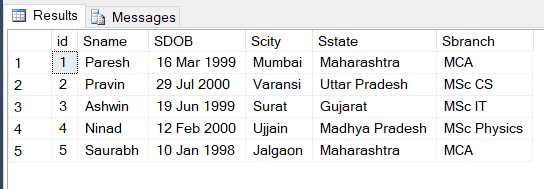 Results Messages
id Sname SDOB Scity Sstate Sbranch
1 1 Paresh 16 Mar 1999 Mumbai Maharashtra MCA
2 2 Pravin 29 Jul 2000 Varansi Uttar Pradesh MSc CS
3 3 Ashwin 19 Jun 1999 Surat Gujarat MSc IT
4 4 Ninad 12 Feb 2000 Ujjain Madhya Pradesh MSc Physics
5 5 Saurabh 10 Jan 1998 Jalgaon Maharashtra MCA